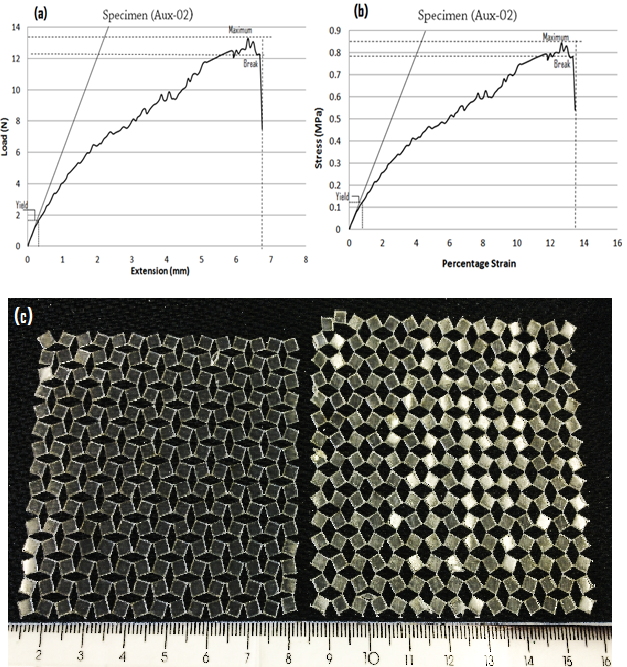 (a)
Specimen (Aux-02)
14
12
10
8
6
4
2
0
Load (N)
Maximum
Break
Yield
0 1 2 3 4 5 6 7 8
Extension (mm)
(b)
Specimen (Aux-02)
0.9
0.8
0.7
0.6
0.5
0.4
0.3
0.2
0.1
0
Stress (MPa)
Maximum
Break
Yield
0 2 4 6 8 10 12 14 16
Percentage Strain
(c)
2 3 4 5 6 7 8 9 10 11 12 13 14 15 16